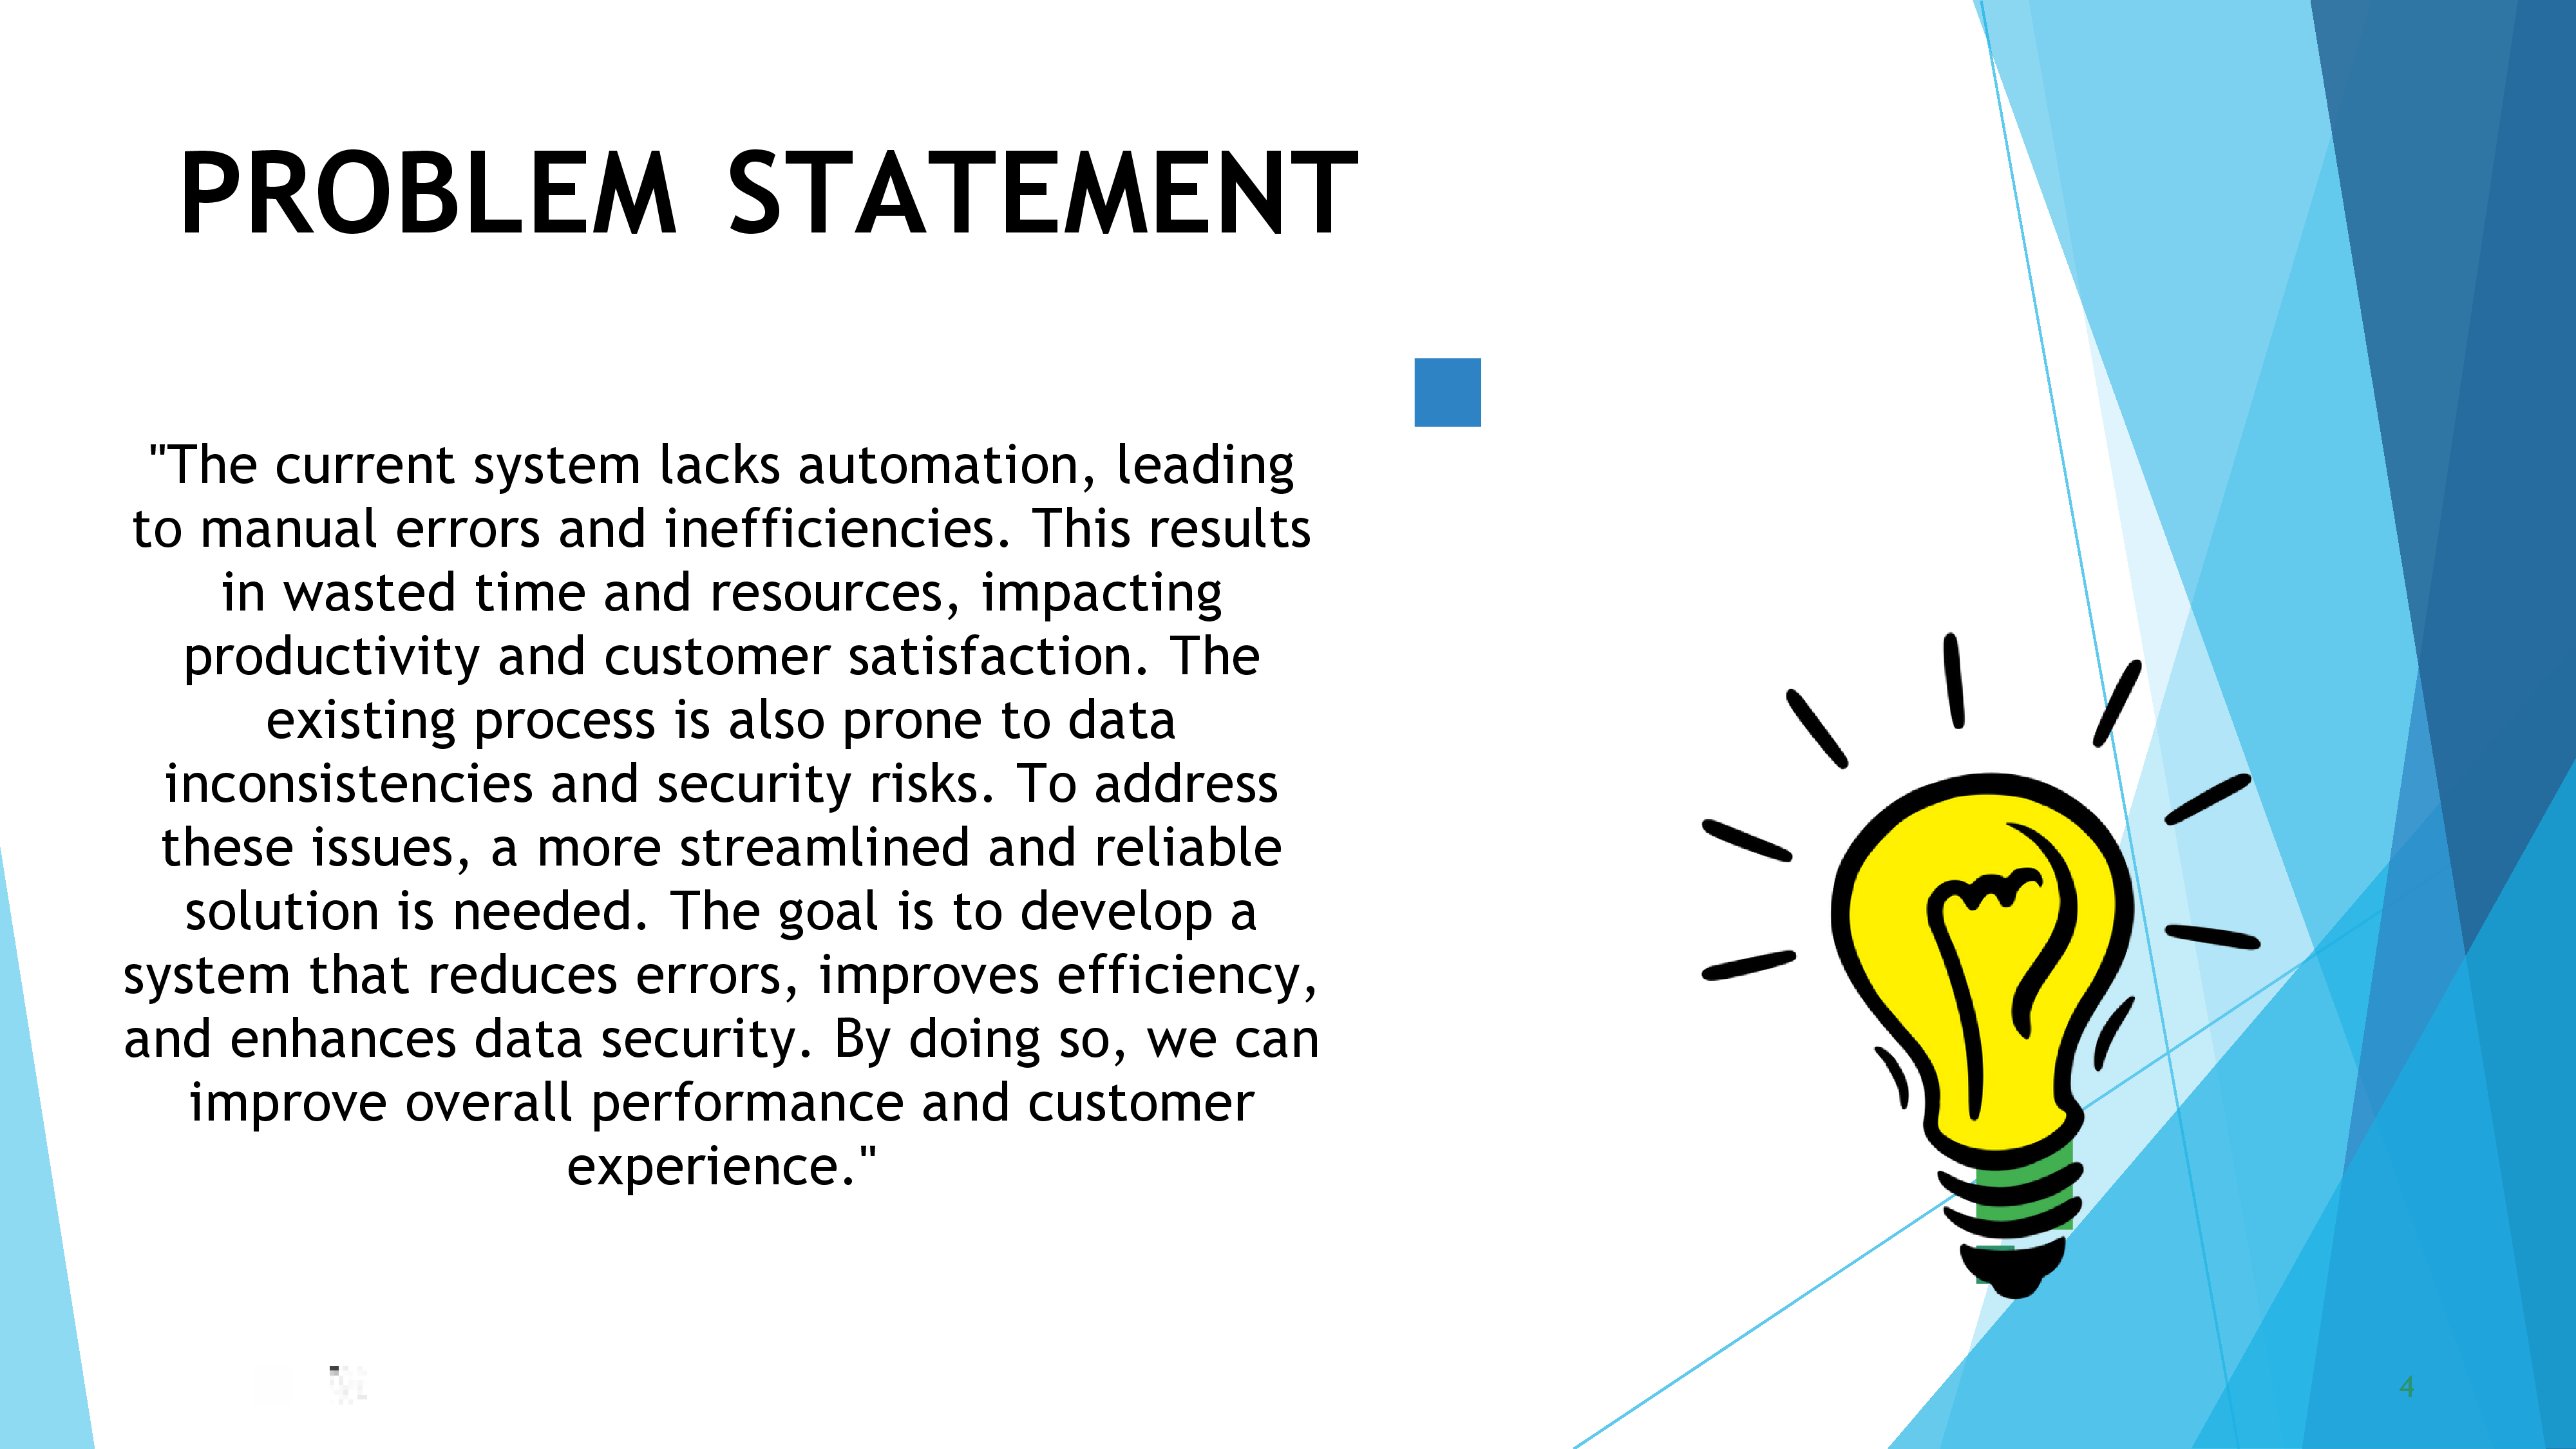 PROBLEM STATEMENT
"The current system lacks automation, leading
to manual errors and inefficiencies. This results
in wasted time and resources, impacting
productivity and customer satisfaction. The
existing process is also prone to data
inconsistencies and security risks. To address
these issues, a more streamlined and reliable
solution is needed. The goal is to develop a
system that reduces errors, improves efficiency,
and enhances data security. By doing so, we can
improve overall performance and customer
experience."
4